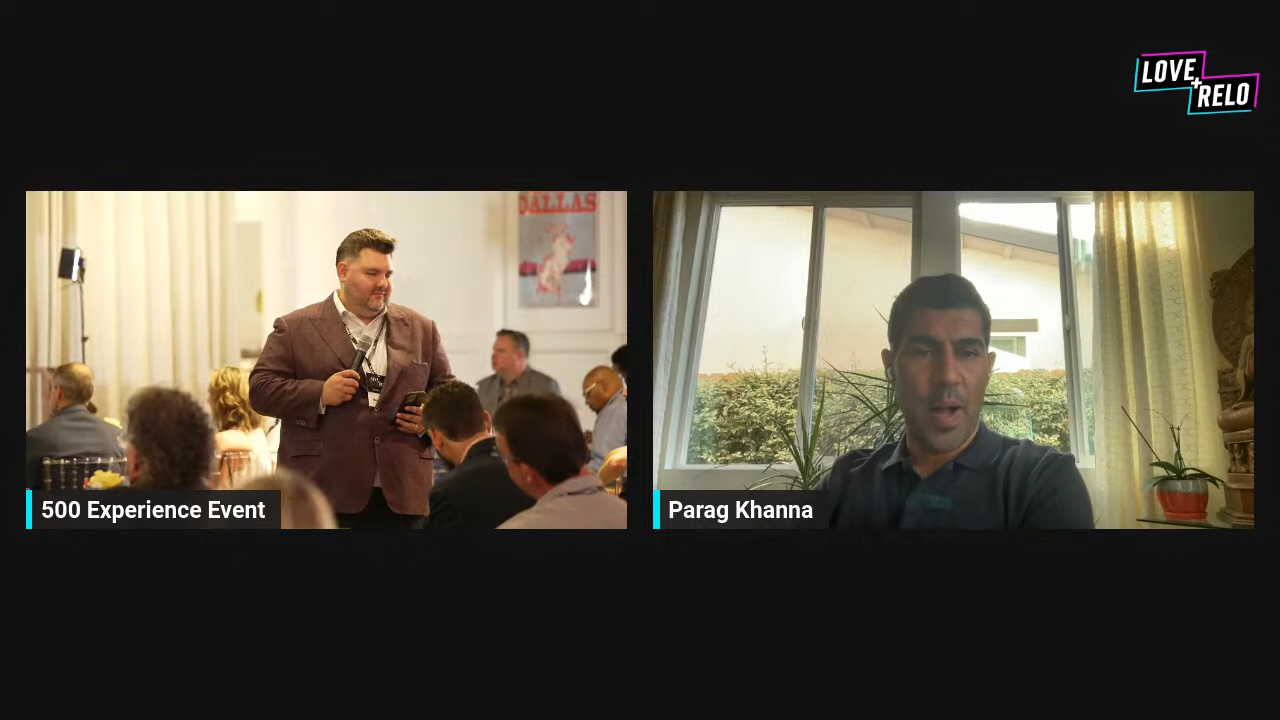 LOVE
+
RELO
DALLAS
500 Experience Event
Parag Khanna